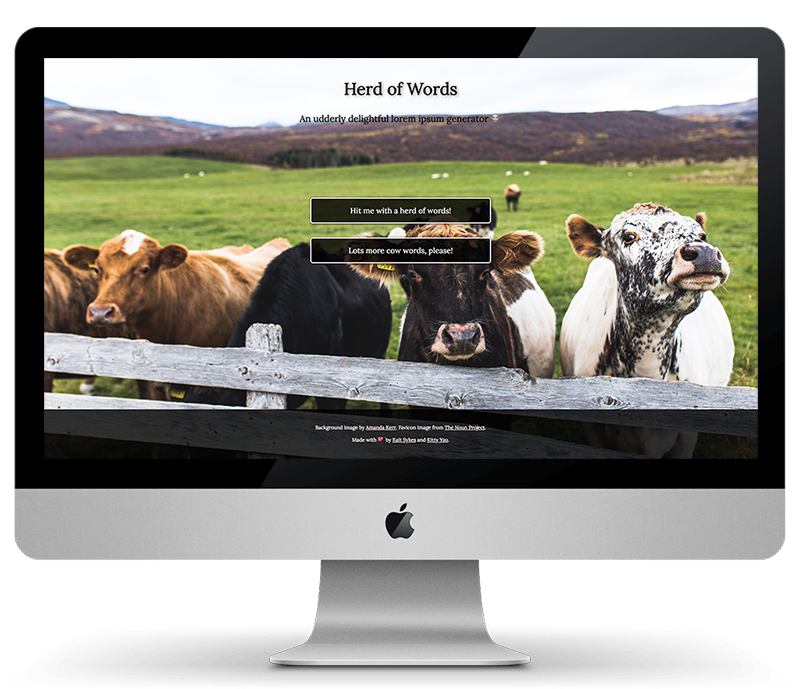 Herd of Words
An udderly delightful lorem ipsum generator
Hit me with a herd of words!
Lots more cow words, please!
Background image by Amanda Kerr. Favicon image from The Noun Project.
Made with 💖 by Kait Sykes and Kitty Yau.